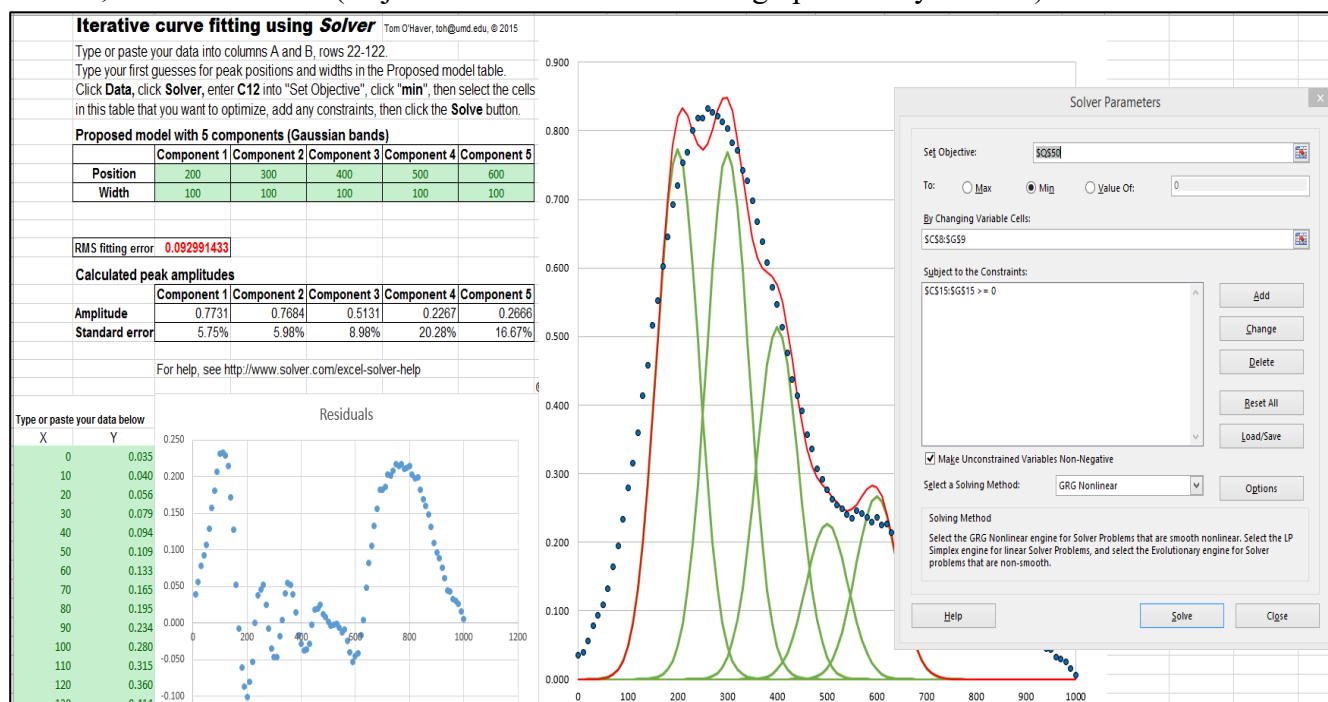 Iterative curve fitting using Solver Tom O'Haver, toh@umd.edu, © 2015
Type or paste your data into columns A and B, rows 22-122.
Type your first guesses for peak positions and widths in the Proposed model table.
Click Data, click Solver, enter C12 into "Set Objective", click "min", then select the cells
in this table that you want to optimize, add any constraints, then click the Solve button.
Proposed model with 5 components (Gaussian bands)
Component 1 Component 2 Component 3 Component 4 Component 5
Position 200 300 400 500 600
Width 100 100 100 100 100
RMS fitting error 0.092991433
Calculated peak amplitudes
Component 1 Component 2 Component 3 Component 4 Component 5
Amplitude 0.7731 0.7684 0.5131 0.2267 0.2666
Standard error 5.75% 5.98% 8.98% 20.28% 16.67%
For help, see http://www.solver.com/excel-solver-help
Type or paste your data below
X Y
0 0.035
10 0.040
20 0.056
30 0.079
40 0.094
50 0.109
60 0.133
70 0.165
80 0.195
90 0.234
100 0.280
110 0.315
120 0.360
Residuals
0.250
0.200
0.150
0.100
0.050
0.000
-0.050
-0.100
0 200 400 600 800 1000 1200
0.900
0.800
0.700
0.600
0.500
0.400
0.300
0.200
0.100
0.000
0 100 200 300 400 500 600 700 800 900 1000
Solver Parameters
x
Set Objective: $Q$50
To: Max Min Value Of: 0
By Changing Variable Cells:
$C$8:$G$9
Subject to the Constraints:
$C$15:$G$15 >= 0
Add
Change
Delete
Reset All
Load/Save
Make Unconstrained Variables Non-Negative
Select a Solving Method: GRG Nonlinear
Options
Solving Method
Select the GRG Nonlinear engine for Solver Problems that are smooth nonlinear. Select the LP
Simplex engine for linear Solver Problems, and select the Evolutionary engine for Solver
problems that are non-smooth.
Help Solve Close